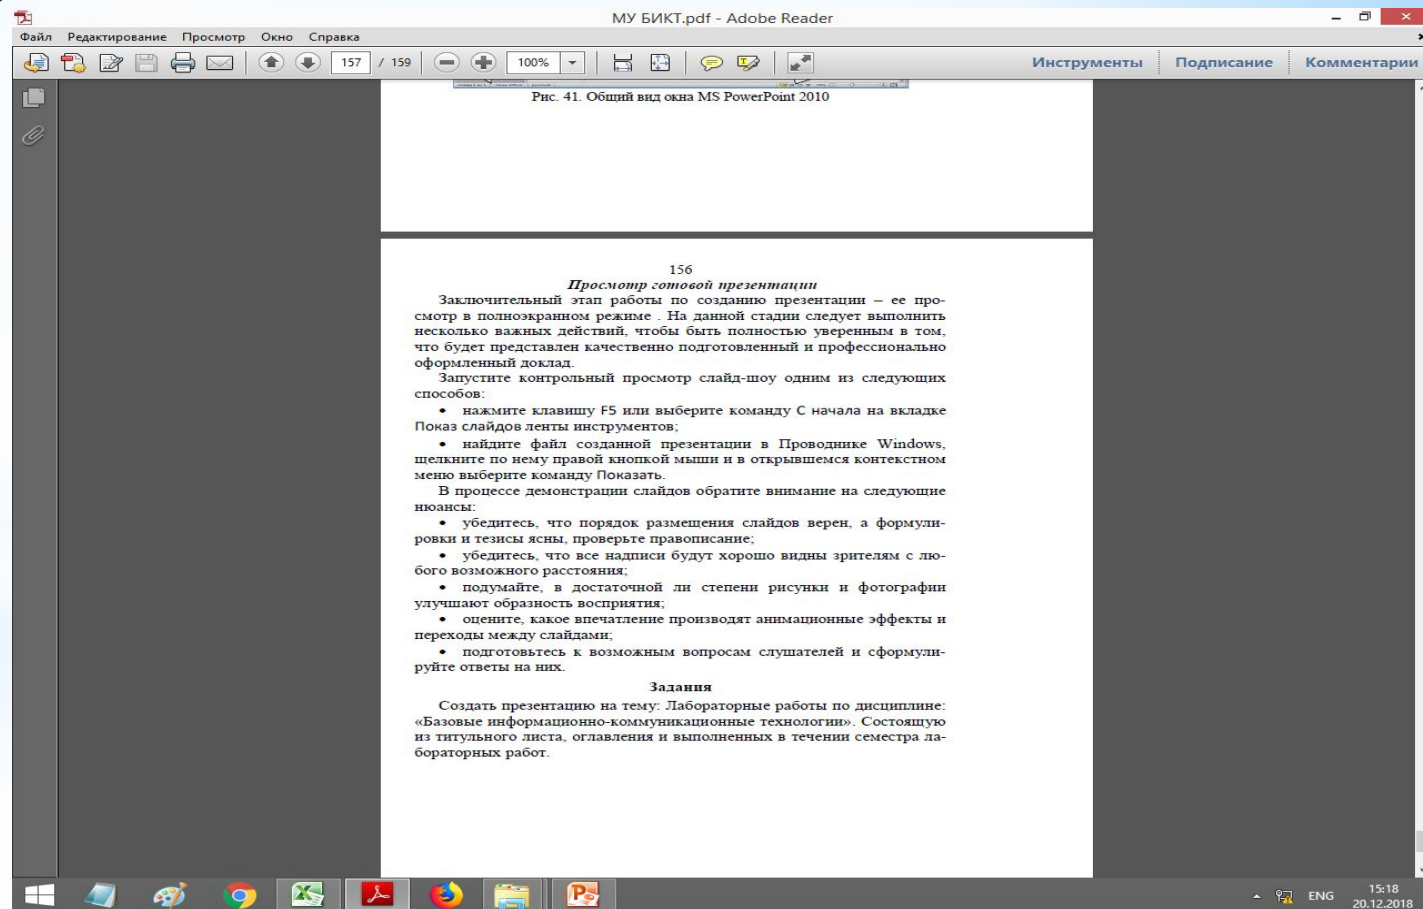 МУ БИКТ.pdf - Adobe Reader
Файл Редактирование Просмотр Окно Справка
157 / 159 100% Инструменты Подписание Комментарии
Рис. 41. Общий вид окна MS PowerPoint 2010
156
Просмотр готовой презентации
Заключительный этап работы по созданию презентации – ее про-
смотр в полноэкранном режиме . На данной стадии следует выполнить
несколько важных действий, чтобы быть полностью уверенным в том,
что будет представлен качественно подготовленный и профессионально
оформленный доклад.
Запустите контрольный просмотр слайд-шоу одним из следующих
способов:
• нажмите клавишу F5 или выберите команду С начала на вкладке
Показ слайдов ленты инструментов;
• найдите файл созданной презентации в Проводнике Windows,
щелкните по нему правой кнопкой мыши и в открывшемся контекстном
меню выберите команду Показать.
В процессе демонстрации слайдов обратите внимание на следующие
нюансы:
• убедитесь, что порядок размещения слайдов верен, а формули-
ровки и тезисы ясны, проверьте правописание;
• убедитесь, что все надписи будут хорошо видны зрителям с лю-
бого возможного расстояния;
• подумайте, в достаточной ли степени рисунки и фотографии
улучшают образность восприятия;
• оцените, какое впечатление производят анимационные эффекты и
переходы между слайдами;
• подготовьтесь к возможным вопросам слушателей и сформули-
руйте ответы на них.
Задания
Создать презентацию на тему: Лабораторные работы по дисциплине:
«Базовые информационно-коммуникационные технологии». Состоящую
из титульного листа, оглавления и выполненных в течении семестра ла-
бораторных работ.
ENG 15:18
20.12.2018